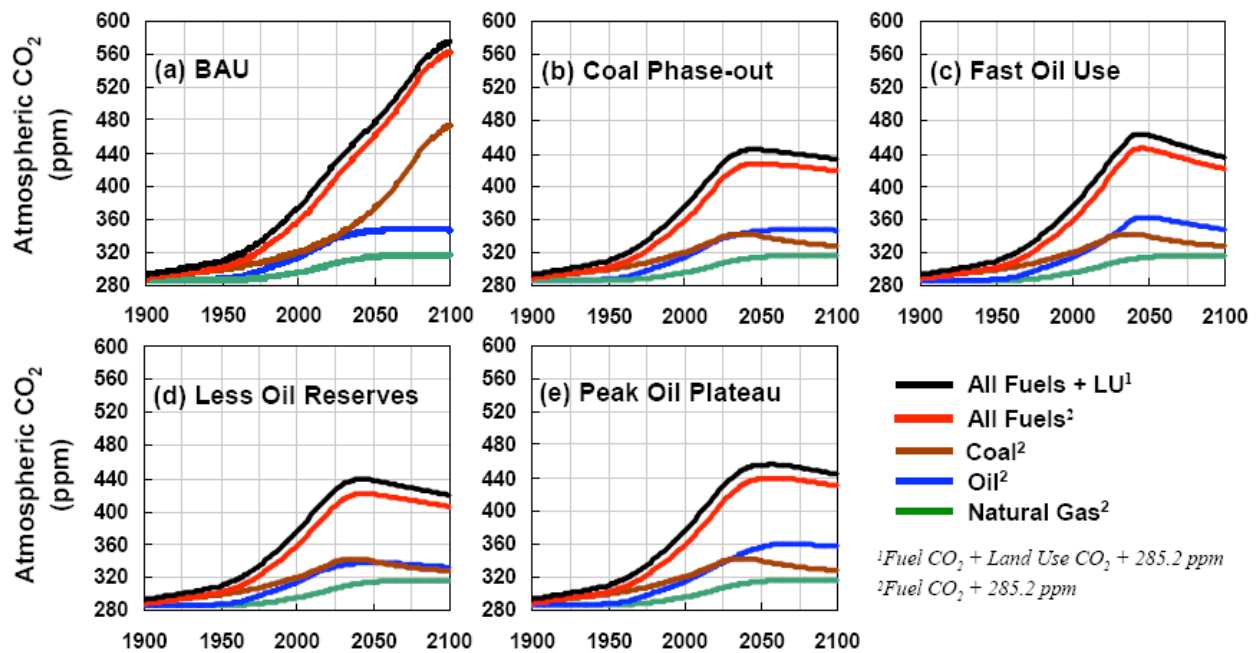 Atmospheric CO2
(ppm)
600
560
520
480
440
400
360
320
280
(a) BAU
1900 1950 2000 2050 2100
600
560
520
480
440
400
360
320
280
(b) Coal Phase-out
1900 1950 2000 2050 2100
600
560
520
480
440
400
360
320
280
(c) Fast Oil Use
1900 1950 2000 2050 2100
Atmospheric CO2
(ppm)
600
560
520
480
440
400
360
320
280
(d) Less Oil Reserves
1900 1950 2000 2050 2100
600
560
520
480
440
400
360
320
280
(e) Peak Oil Plateau
1900 1950 2000 2050 2100
All Fuels + LU¹
All Fuels²
Coal²
Oil²
Natural Gas²
¹Fuel CO2 + Land Use CO2 + 285.2 ppm
²Fuel CO2 + 285.2 ppm